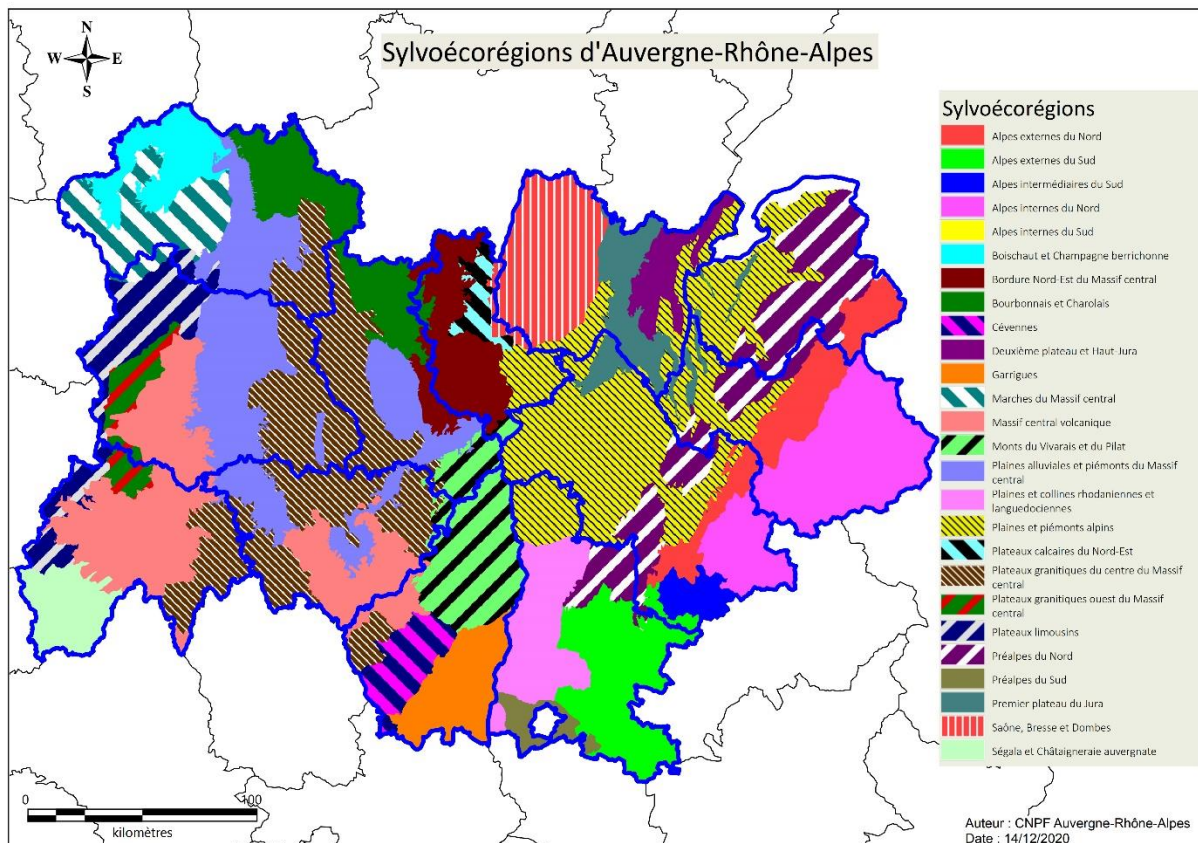 Sylvoécorégions d'Auvergne-Rhône-Alpes
N
W E
S
Sylvoécorégions
Alpes externes du Nord
Alpes externes du Sud
Alpes intermédiaires du Sud
Alpes internes du Nord
Alpes internes du Sud
Boischaut et Champagne berrichonne
Bordure Nord-Est du Massif central
Bourbonnais et Charolais
Cévennes
Deuxième plateau et Haut-Jura
Garrigues
Marches du Massif central
Massif central volcanique
Monts du Vivarais et du Pilat
Plaines alluviales et piémonts du Massif
central
Plaines et collines rhodaniennes et
languedociennes
Plaines et piémonts alpins
Plateaux calcaires du Nord-Est
Plateaux granitiques du centre du Massif
central
Plateaux granitiques ouest du Massif
central
Plateaux limousins
Préalpes du Nord
Préalpes du Sud
Premier plateau du Jura
Saône, Bresse et Dombes
Ségala et Châtaigneraie auvergnate
0 100
kilomètres
Auteur : CNPF Auvergne-Rhône-Alpes
Date : 14/12/2020